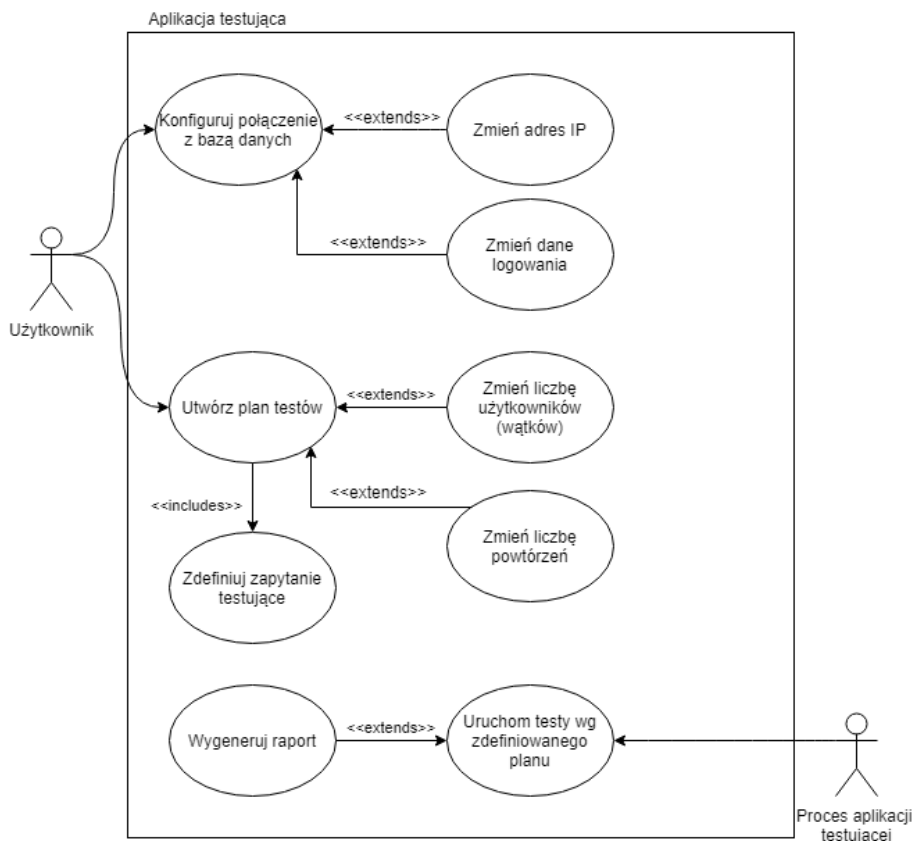 Aplikacja testująca
Konfiguruj połączenie
z bazą danych
<<extends>>
Zmień adres IP
<<extends>>
Zmień dane
logowania
Użytkownik
Utwórz plan testów
<<extends>>
Zmień liczbę
użytkowników
(wątków)
<<extends>>
Zmień liczbę
powtórzeń
<<includes>>
Zdefiniuj zapytanie
testujące
Wygeneruj raport
<<extends>>
Uruchom testy wg
zdefiniowanego
planu
Proces aplikacji
testującej